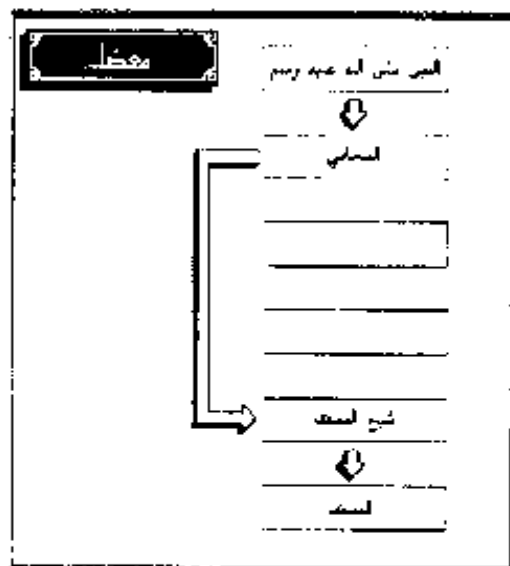 معضل
النبي صلى الله عليه وسلم
الصحابي
شيخ المصنف
المصنف